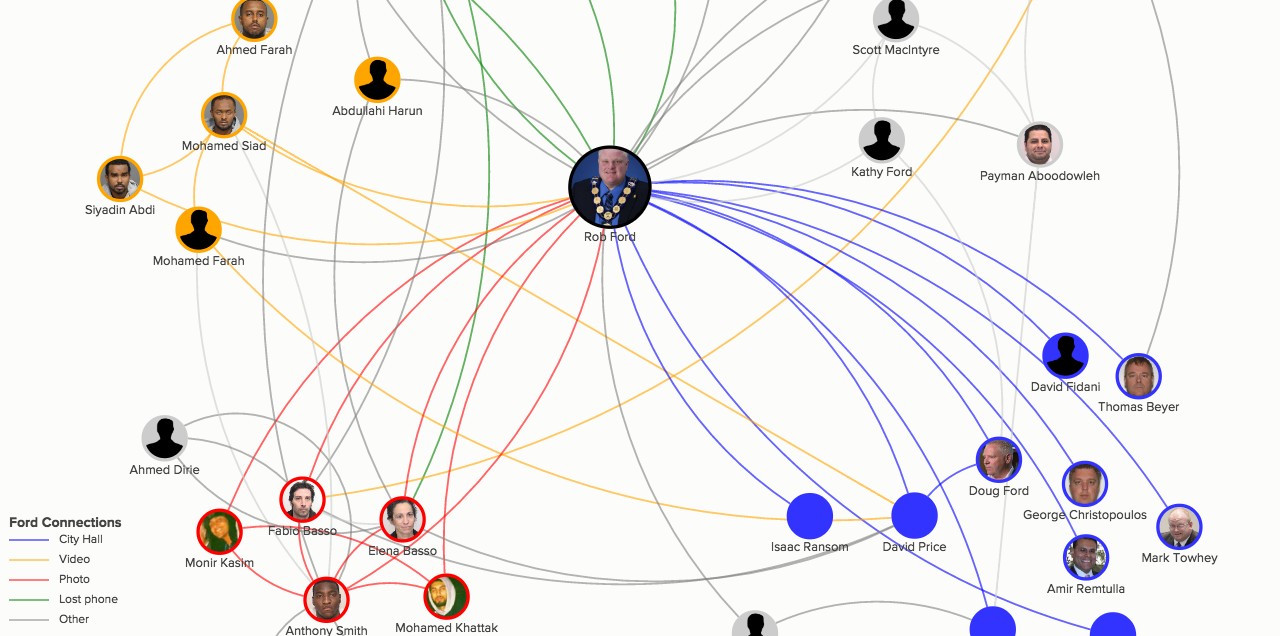 Ahmed Farah
Scott MacIntyre
Abdullahi Harun
Mohamed Siad
Kathy Ford
Payman Aboodowleh
Siyadin Abdi
Rob Ford
Mohamed Farah
David Fidani
Thomas Beyer
Ahmed Dirie
Doug Ford
George Christopoulos
Fabio Basso
Elena Basso
Isaac Ransom
David Price
Mark Towhey
Monir Kasim
Amir Remtulla
Anthony Smith
Mohamed Khattak
Ford Connections
City Hall
Video
Photo
Lost phone
Other